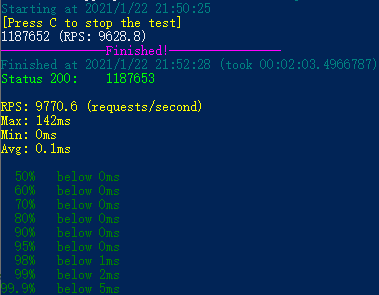 Starting at 2021/1/22 21:50:25
[Press C to stop the test]
1187652 (RPS: 9628.8)
---------------Finished!---------------
Finished at 2021/1/22 21:52:28 (took 00:02:03.4966787)
Status 200:    1187653

RPS: 9770.6 (requests/second)
Max: 142ms
Min: 0ms
Avg: 0.1ms

50%   below 0ms
60%   below 0ms
70%   below 0ms
80%   below 0ms
90%   below 0ms
95%   below 0ms
98%   below 1ms
99%   below 2ms
99.9%   below 5ms